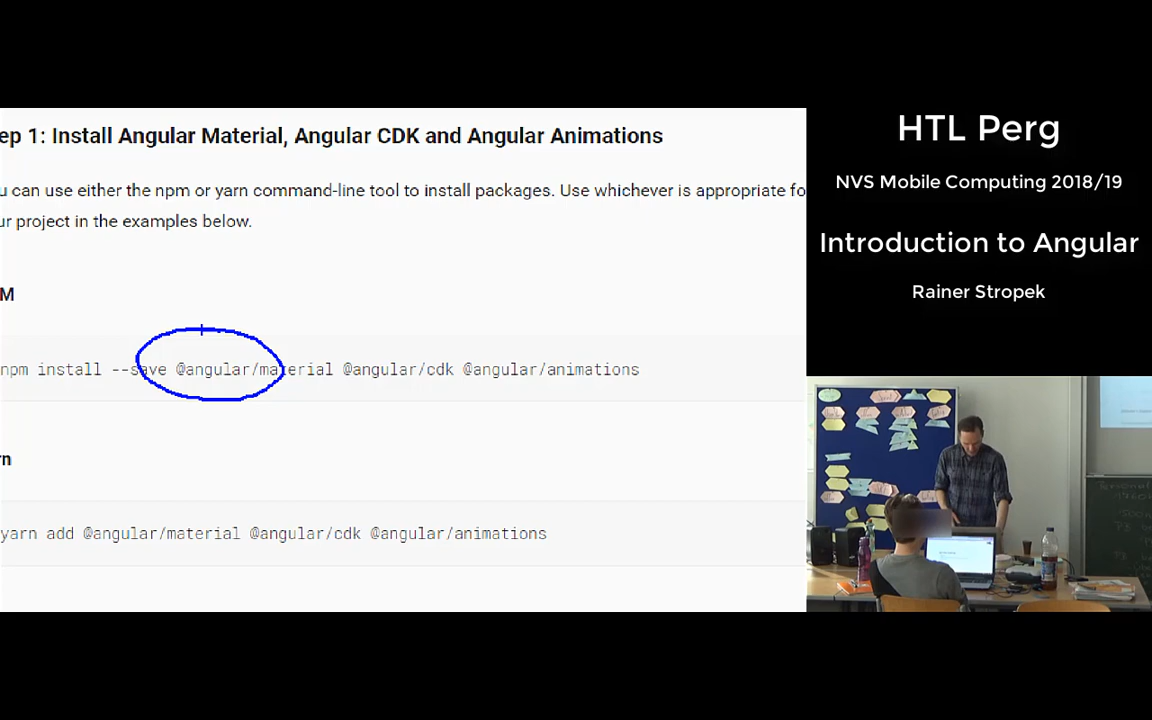 ep 1: Install Angular Material, Angular CDK and Angular Animations
u can use either the npm or yarn command-line tool to install packages. Use whichever is appropriate fo
ur project in the examples below.
M
npm install --save @angular/material @angular/cdk @angular/animations
rn
yarn add @angular/material @angular/cdk @angular/animations
HTL Perg
NVS Mobile Computing 2018/19
Introduction to Angular
Rainer Stropek